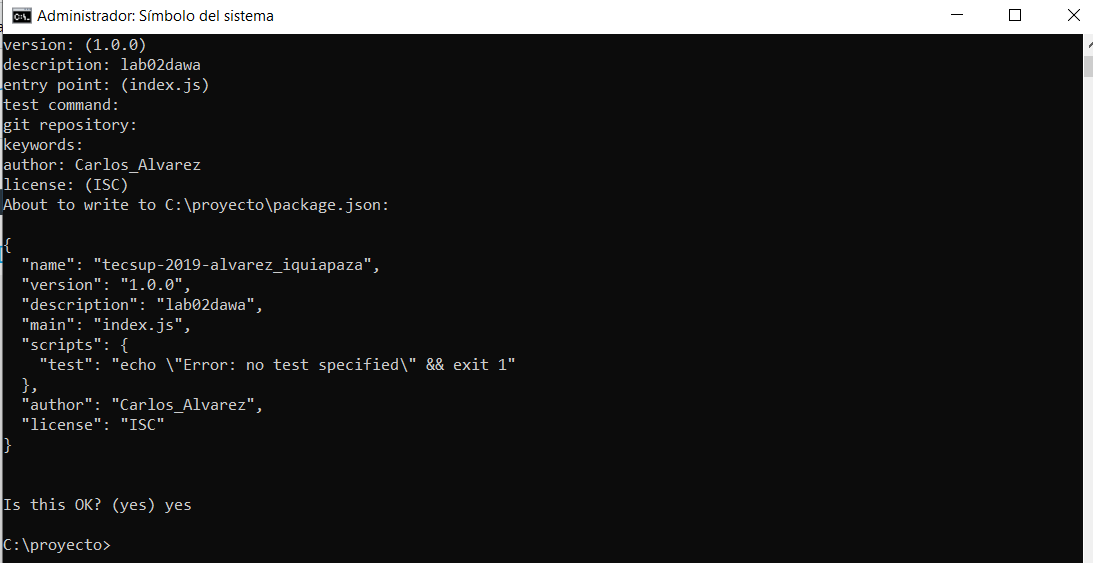 Administrador: Símbolo del sistema
version: (1.0.0)
description: lab02dawa
entry point: (index.js)
test command:
git repository:
keywords:
author: Carlos_Alvarez
license: (ISC)
About to write to C:\proyecto\package.json:
{
  "name": "tecsup-2019-alvarez_iquiapaza",
  "version": "1.0.0",
  "description": "lab02dawa",
  "main": "index.js",
  "scripts": {
    "test": "echo \"Error: no test specified\" && exit 1"
  },
  "author": "Carlos_Alvarez",
  "license": "ISC"
}
Is this OK? (yes) yes
C:\proyecto>